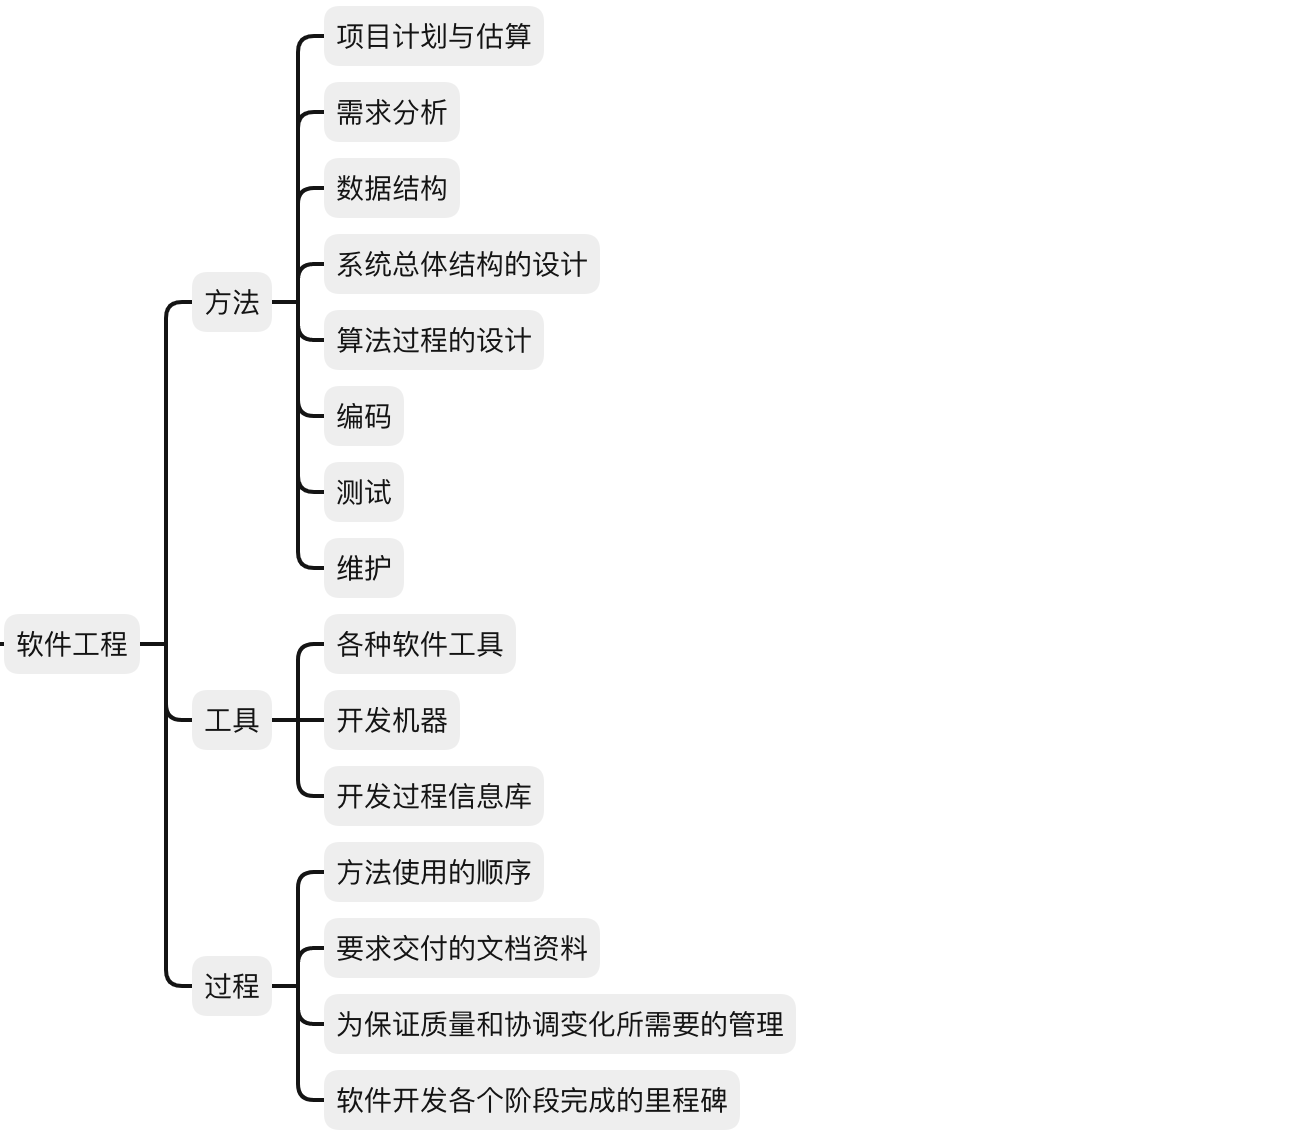 项目计划与估算
需求分析
数据结构
系统总体结构的设计
方法
算法过程的设计
编码
测试
维护
软件工程
各种软件工具
工具
开发机器
开发过程信息库
方法使用的顺序
要求交付的文档资料
过程
为保证质量和协调变化所需要的管理
软件开发各个阶段完成的里程碑